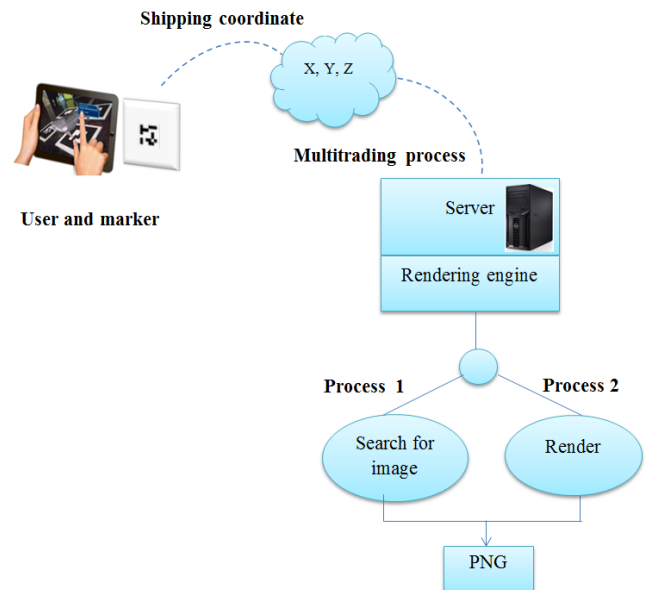 Shipping coordinate
X, Y, Z
Multitrading process
User and marker
Server
Rendering engine
Process 1
Process 2
Search for
image
Render
PNG